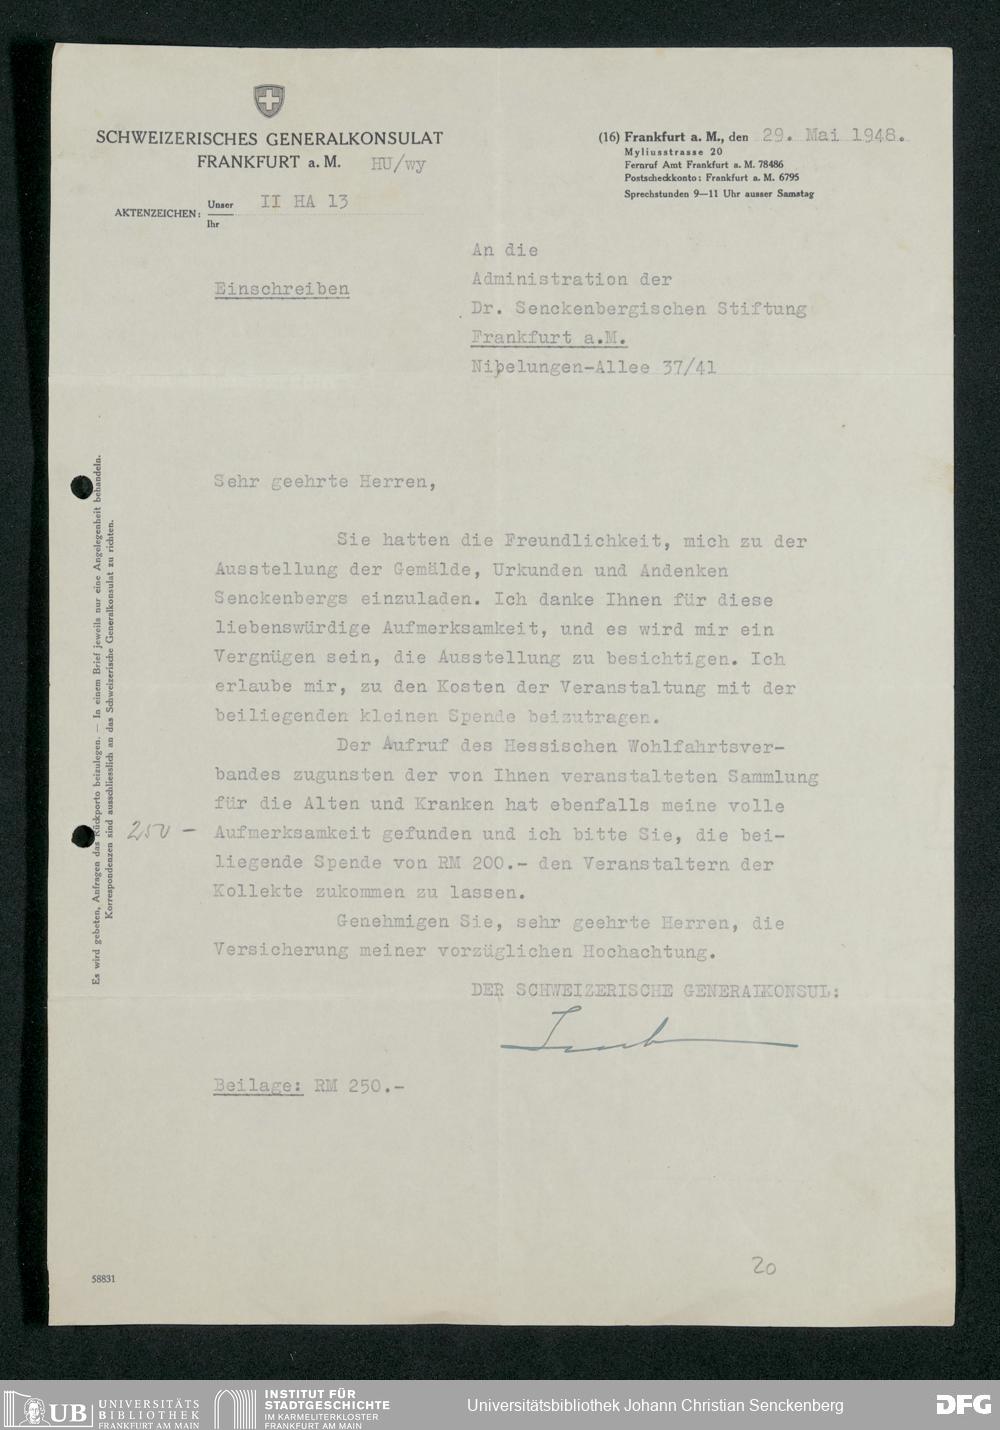 SCHWEIZERISCHES GENERALKONSULAT
FRANKFURT a. M. HU/wy
AKTENZEICHEN: Unser II HA 13
Ihr
(16) Frankfurt a. M., den 29. Mai 1948.
Myliusstrasse 20
Fernruf Amt Frankfurt a. M. 78486
Postscheckkonto: Frankfurt a. M. 6795
Sprechstunden 9—11 Uhr ausser Samstag
Einschreiben
An die
Administration der
Dr. Senckenbergischen Stiftung
Frankfurt a.M.
Nibelungen-Allee 37/41
Sehr geehrte Herren,
Sie hatten die Freundlichkeit, mich zu der
Ausstellung der Gemälde, Urkunden und Andenken
Senckenbergs einzuladen. Ich danke Ihnen für diese
liebenswürdige Aufmerksamkeit, und es wird mir ein
Vergnügen sein, die Ausstellung zu besichtigen. Ich
erlaube mir, zu den Kosten der Veranstaltung mit der
beiliegenden kleinen Spende beizutragen.
Der Aufruf des Hessischen Wohlfahrtsver-
bandes zugunsten der von Ihnen veranstalteten Sammlung
für die Alten und Kranken hat ebenfalls meine volle
250 — Aufmerksamkeit gefunden und ich bitte Sie, die bei-
liegende Spende von RM 200.- den Veranstaltern der
Kollekte zukommen zu lassen.
Genehmigen Sie, sehr geehrte Herren, die
Versicherung meiner vorzüglichen Hochachtung.
DER SCHWEIZERISCHE GENERALKONSUL:
Beilage: RM 250.-
Es wird gebeten, Anfragen das Rückporto beizulegen. — In einem Brief jeweils nur eine Angelegenheit behandeln.
Korrespondenzen sind ausschliesslich an das Schweizerische Generalkonsulat zu richten.
20
58831
UB UNIVERSITÄTS
BIBLIOTHEK
FRANKFURT AM MAIN
INSTITUT FÜR
STADTGESCHICHTE
IM KARMELITERKLOSTER
FRANKFURT AM MAIN
Universitätsbibliothek Johann Christian Senckenberg
DFG